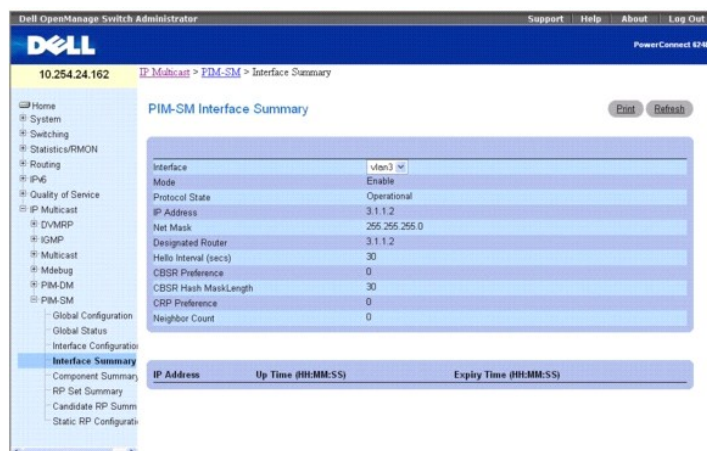 Dell OpenManage Switch Administrator
Support Help About Log Out
DELL
PowerConnect
10.254.24.162
IP Multicast > PIM-SM > Interface Summary
Home
System
Switching
Statistics/RMON
Routing
IPv6
Quality of Service
IP Multicast
DVMRP
IGMP
Multicast
Mdebug
PIM-DM
PIM-SM
Global Configuration
Global Status
Interface Configuration
Interface Summary
Component Summary
RP Set Summary
Candidate RP Summ
Static RP Configurati
PIM-SM Interface Summary
Print Refresh
Interface vlan3
Mode Enable
Protocol State Operational
IP Address 3.1.1.2
Net Mask 255.255.255.0
Designated Router 3.1.1.2
Hello Interval (secs) 30
CBSR Preference 0
CBSR Hash MaskLength 30
CRP Preference 0
Neighbor Count 0
IP Address Up Time (HH:MM:SS) Expiry Time (HH:MM:SS)